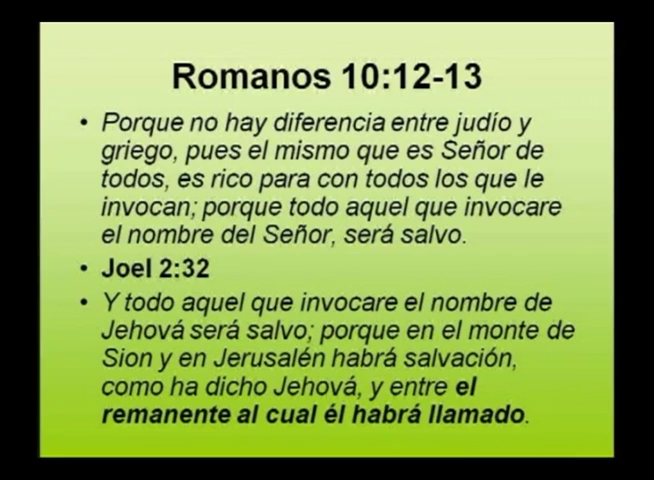 Romanos 10:12-13
• Porque no hay diferencia entre judío y
griego, pues el mismo que es Señor de
todos, es rico para con todos los que le
invocan; porque todo aquel que invocare
el nombre del Señor, será salvo.
• Joel 2:32
• Y todo aquel que invocare el nombre de
Jehová será salvo; porque en el monte de
Sion y en Jerusalén habrá salvación,
como ha dicho Jehová, y entre el
remanente al cual él habrá llamado.